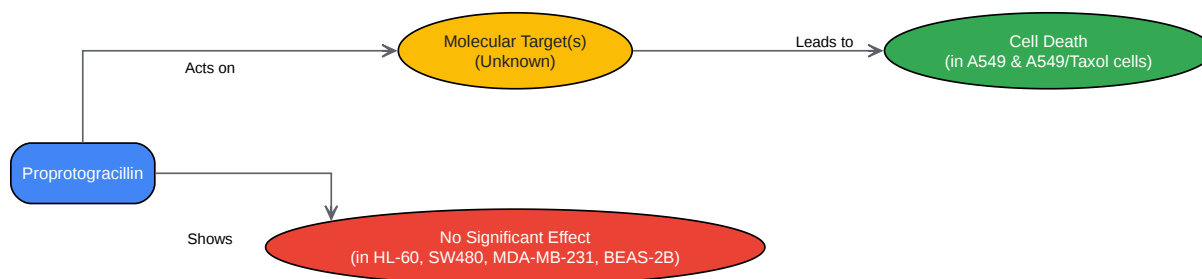 Molecular Target(s)
(Unknown)
Leads to
Cell Death
(in A549 & A549/Taxol cells)
Acts on
Proprotogracillin
Shows
No Significant Effect
(in HL-60, SW480, MDA-MB-231, BEAS-2B)